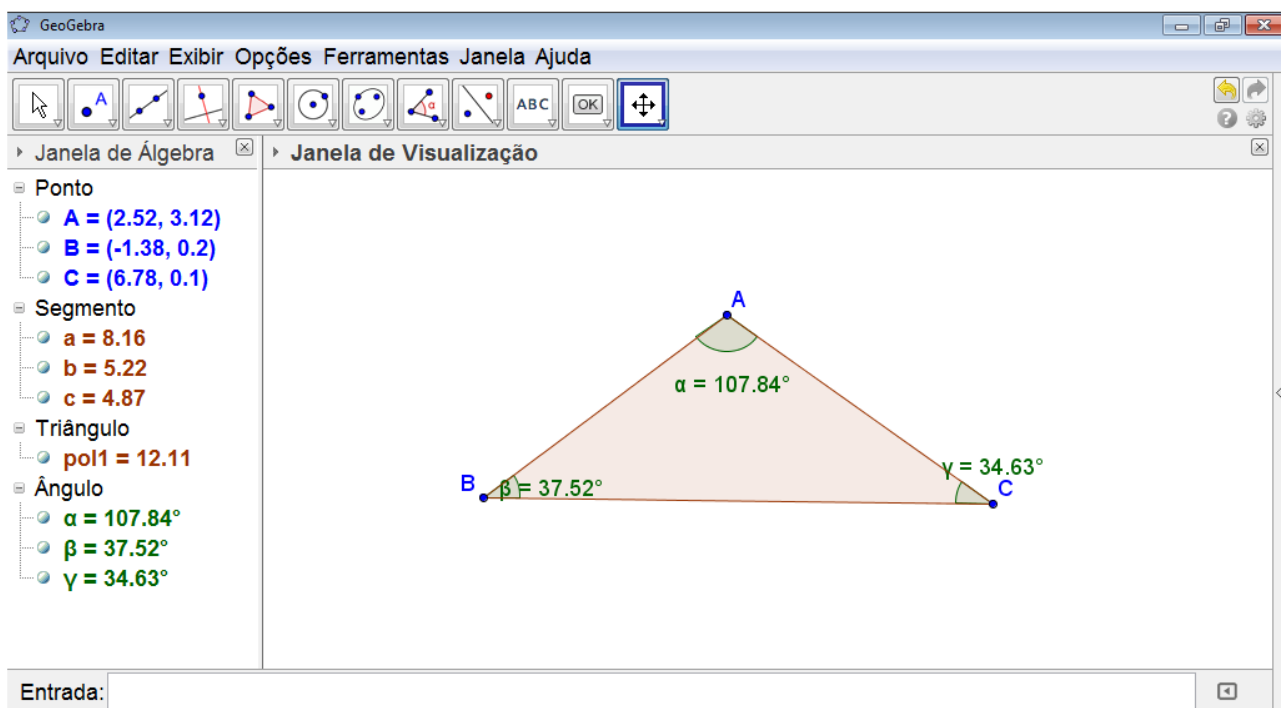 GeoGebra
Arquivo Editar Exibir Opções Ferramentas Janela Ajuda
A α ABC OK
Janela de Álgebra
Janela de Visualização
Ponto
A = (2.52, 3.12)
B = (-1.38, 0.2)
C = (6.78, 0.1)
Segmento
a = 8.16
b = 5.22
c = 4.87
Triângulo
pol1 = 12.11
Ângulo
α = 107.84°
β = 37.52°
γ = 34.63°
A
α = 107.84°
B
β = 37.52°
γ = 34.63°
C
Entrada: